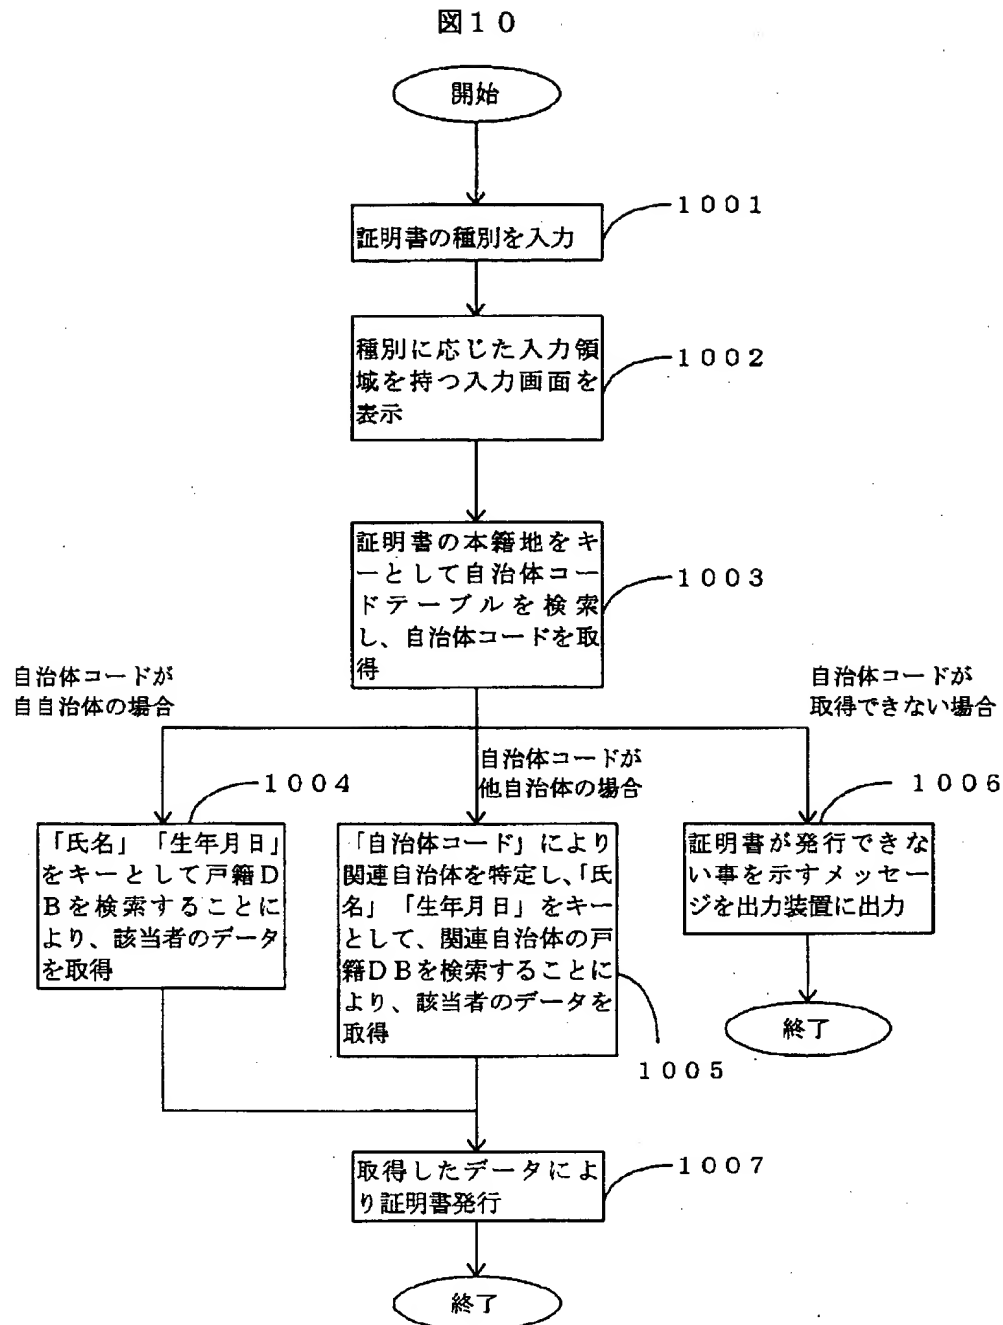 図10
開始
証明書の種別を入力
1001
種別に応じた入力領
域を持つ入力画面を
表示
1002
証明書の本籍地をキ
ーとして自治体コー
ドテーブルを検索
し、自治体コードを取
得
1003
自治体コードが
自自治体の場合
自治体コードが
他自治体の場合
自治体コードが
取得できない場合
1004
「氏名」「生年月日」
をキーとして戸籍D
Bを検索することに
より、該当者のデータ
を取得
「自治体コード」により
関連自治体を特定し、「氏
名」「生年月日」をキー
として、関連自治体の戸
籍DBを検索することに
より、該当者のデータを
取得
1005
1006
証明書が発行できな
い事を示すメッセー
ジを出力装置に出力
終了
取得したデータによ
り証明書発行
1007
終了